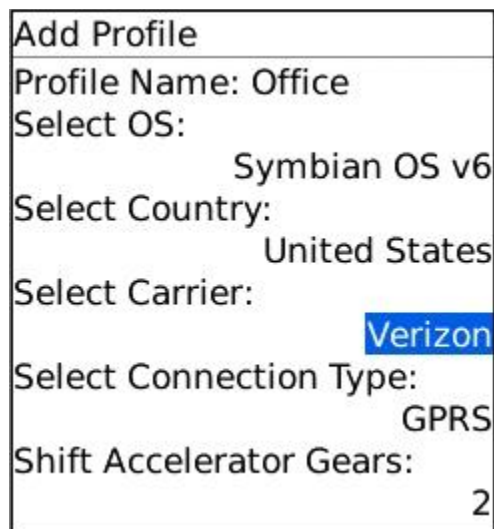 Add Profile
Profile Name: Office
Select OS:
Symbian OS v6
Select Country:
United States
Select Carrier:
Verizon
Select Connection Type:
GPRS
Shift Accelerator Gears:
2